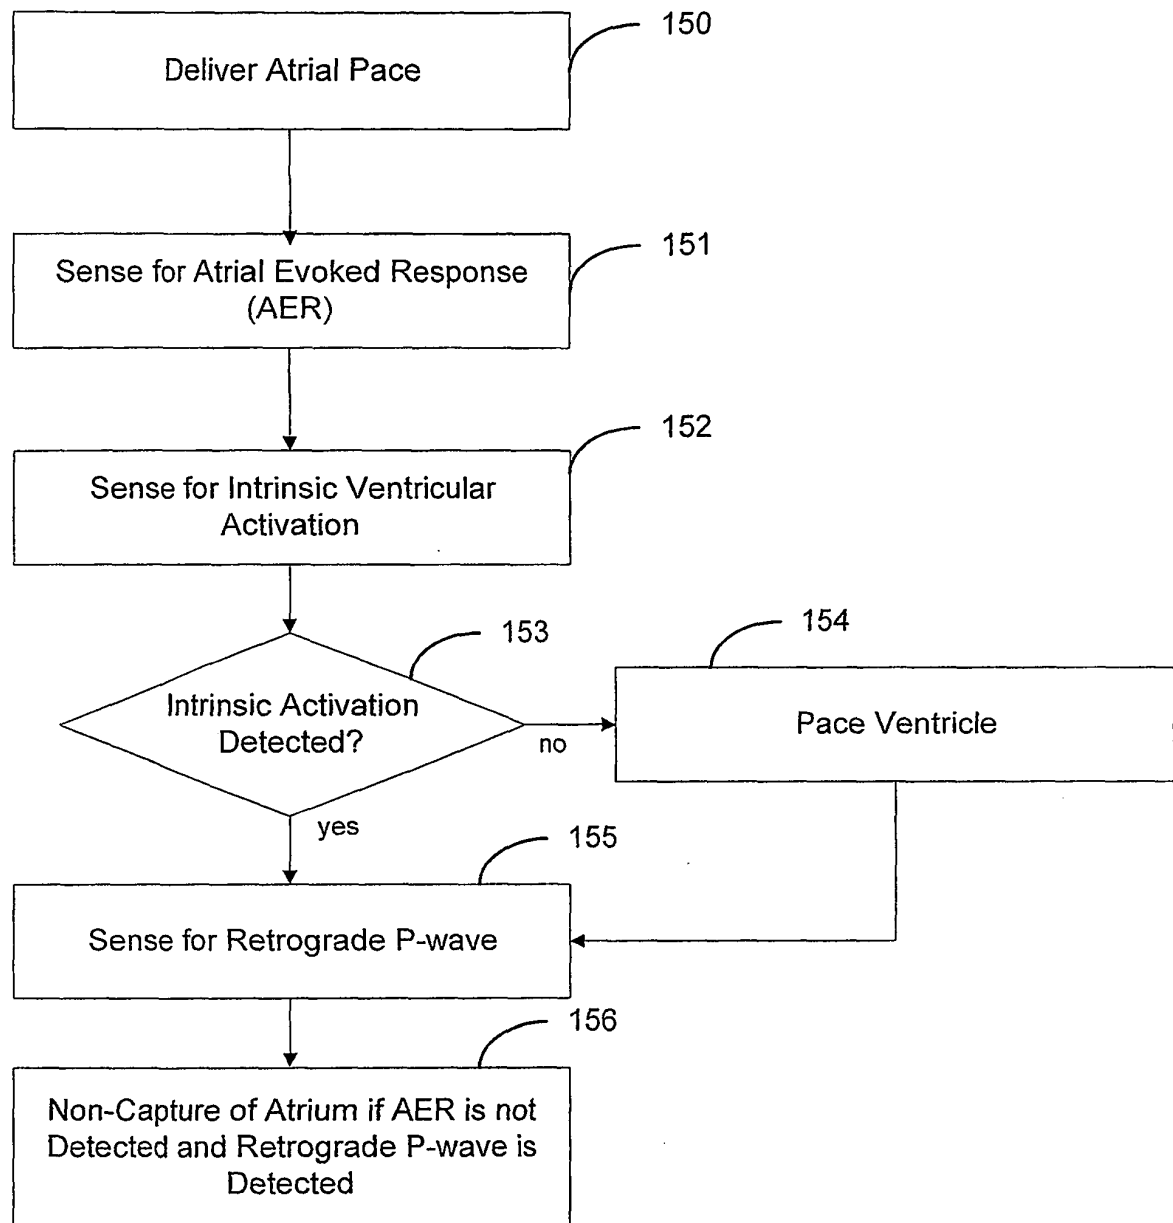 150
Deliver Atrial Pace
151
Sense for Atrial Evoked Response
(AER)
152
Sense for Intrinsic Ventricular
Activation
153
Intrinsic Activation
Detected?
no
154
Pace Ventricle
yes
155
Sense for Retrograde P-wave
156
Non-Capture of Atrium if AER is not
Detected and Retrograde P-wave is
Detected